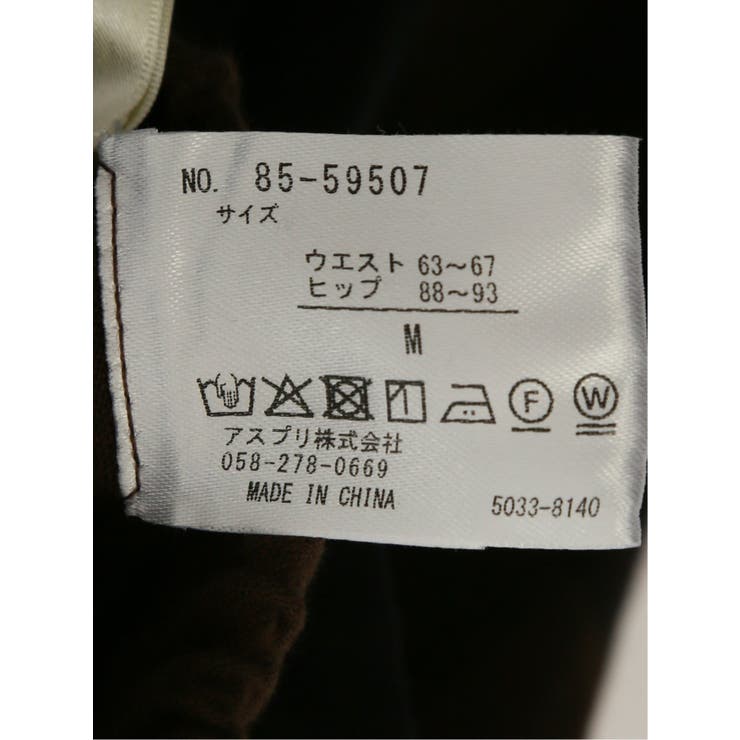 NO. 85-59507
サイズ
ウエスト 63～67
ヒップ 88～93
M
F W
アスプリ株式会社
058-278-0669
MADE IN CHINA 5033-8140